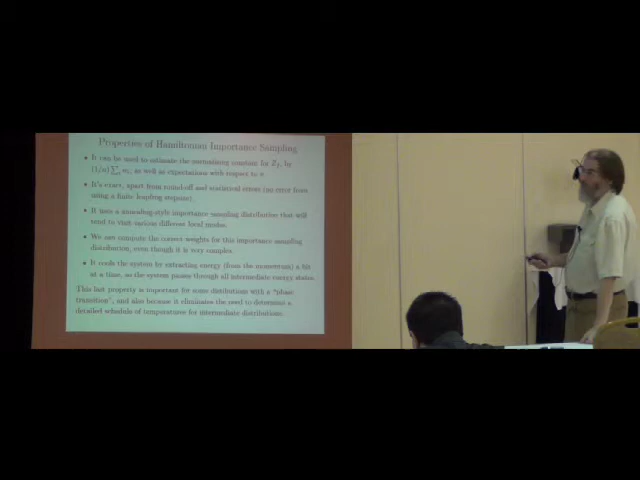 Properties of Hamiltonian Importance Sampling
• It can be used to estimate the normalizing constant for Z, by
(1/n) ∑ wᵢ, as well as expectations with respect to π.
• It's exact, apart from round-off and statistical errors (no error from
using a finite leapfrog stepsize).
• It uses a annealing-style importance sampling distribution that will
tend to visit various different local modes.
• We can compute the correct weights for this importance sampling
distribution, even though it is very complex.
• It cools the system by extracting energy (from the momentum) a bit
at a time, so the system passes through all intermediate energy states.
This last property is important for some distibutions with a "phase
transition", and also because it eliminates the need to determine a
detailed schedule of temperatures for intermediate distributions.